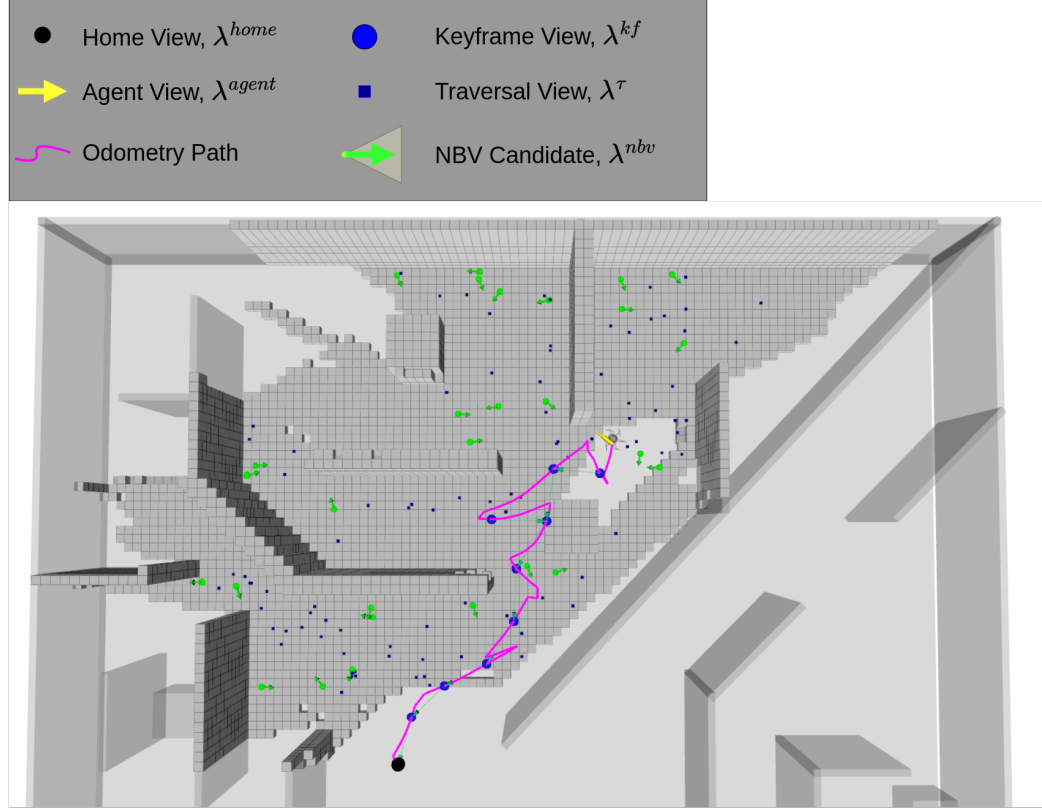 Home View, λ^home
Keyframe View, λ^kf
Agent View, λ^agent
Traversal View, λ^τ
Odometry Path
NBV Candidate, λ^nbv